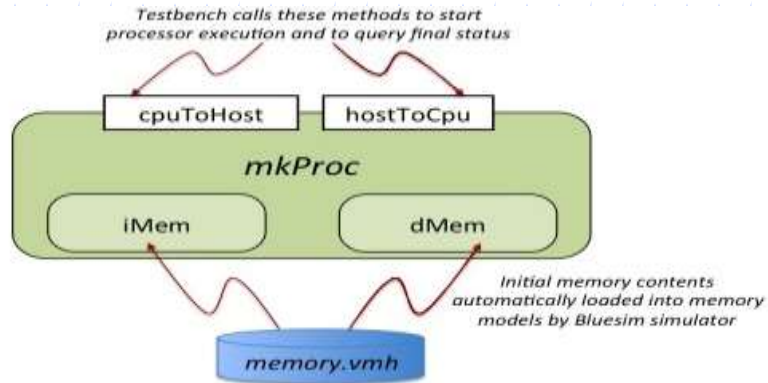 Testbench calls these methods to start
processor execution and to query final status
cpuToHost
hostToCpu
mkProc
iMem
dMem
Initial memory contents
automatically loaded into memory
models by Bluesim simulator
memory.vmh